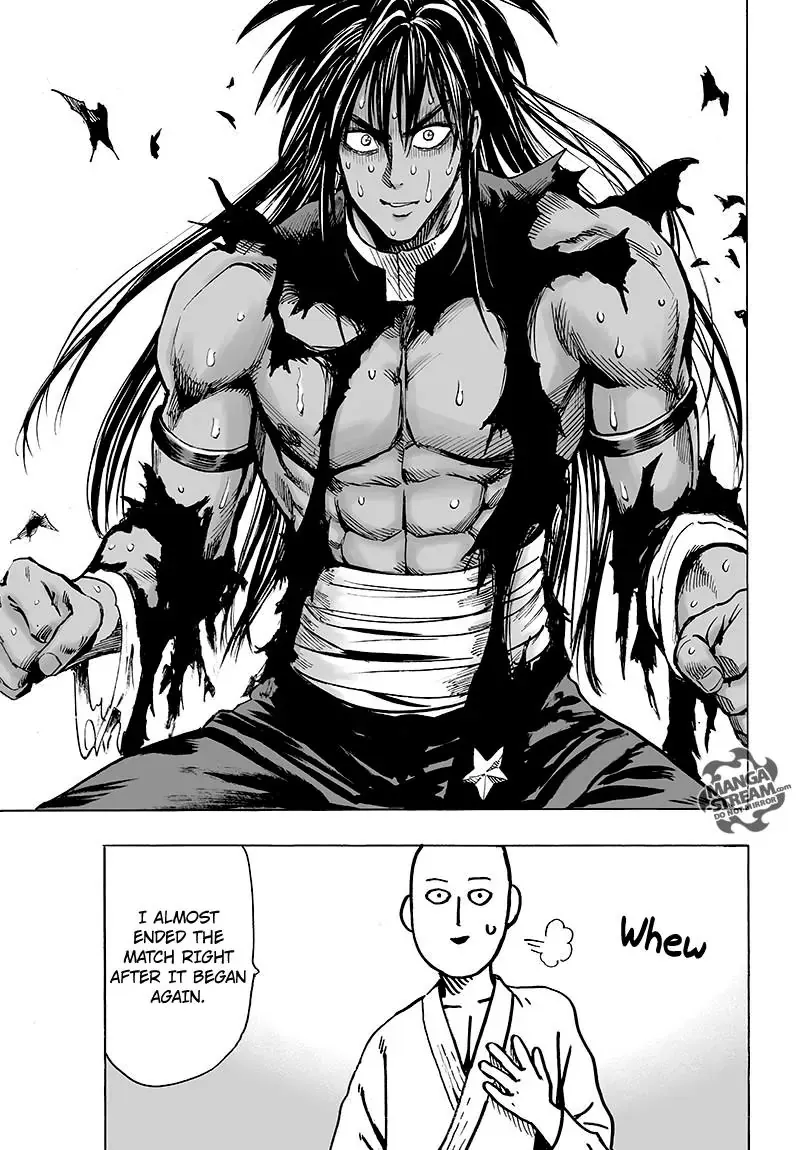 MANGA
STREAM.com
DO NOT MIRROR
I ALMOST
ENDED THE
MATCH RIGHT
AFTER IT BEGAN
AGAIN.
Whew